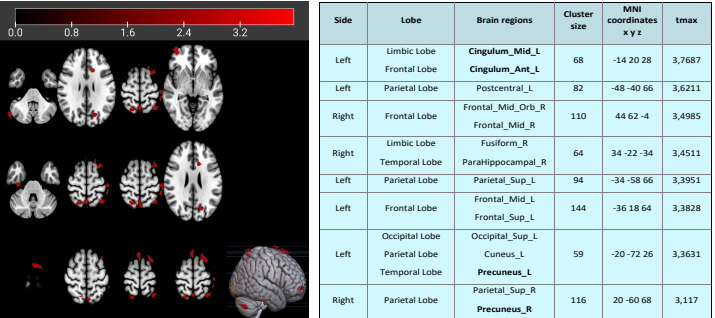 0.0 0.8 1.6 2.4 3.2
Side Lobe Brain regions Cluster size MNI coordinates x y z tmax
Left
Limbic Lobe
Frontal Lobe
Cingulum_Mid_L
Cingulum_Ant_L
68
-14 20 28
3,7687
Left Parietal Lobe Postcentral_L 82 -48 -40 66 3,6211
Right
Frontal Lobe
Frontal_Mid_Orb_R
Frontal_Mid_R
110
44 62 -4
3,4985
Right
Limbic Lobe
Temporal Lobe
Fusiform_R
ParaHippocampal_R
64
34 -22 -34
3,4511
Left Parietal Lobe Parietal_Sup_L 94 -34 -58 66 3,3951
Left
Frontal Lobe
Frontal_Mid_L
Frontal_Sup_L
144
-36 18 64
3,3828
Left
Occipital Lobe
Parietal Lobe
Temporal Lobe
Occipital_Sup_L
Cuneus_L
Precuneus_L
59
-20 -72 26
3,3631
Right
Parietal Lobe
Parietal_Sup_R
Precuneus_R
116
20 -60 68
3,117